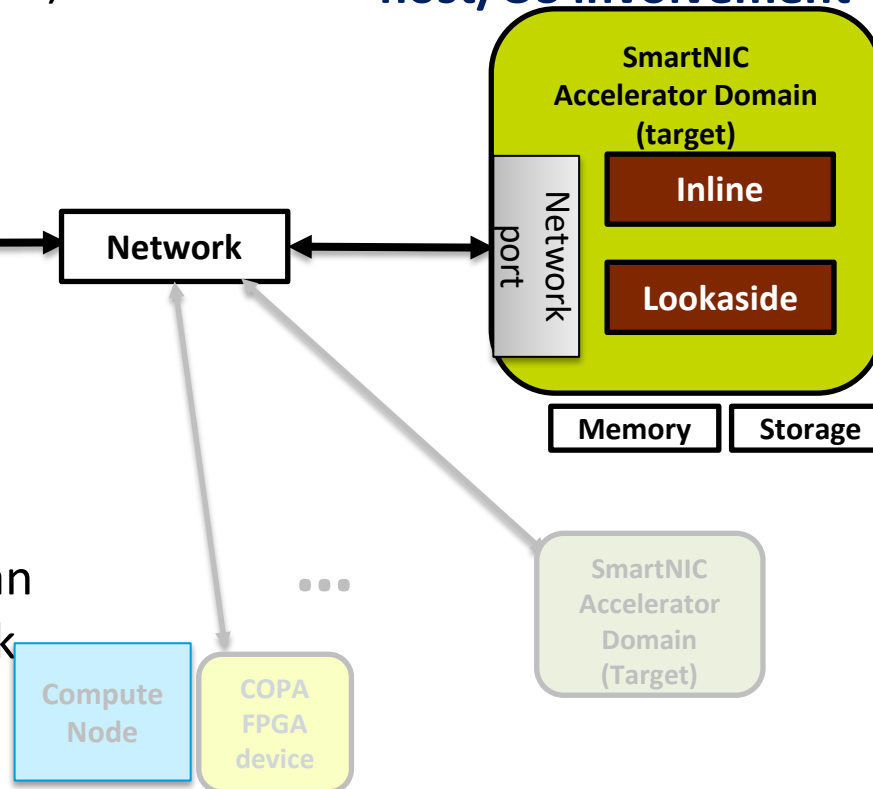 SmartNIC
Accelerator Domain
(target)
Inline
Network
port
Network
Lookaside
Memory
Storage
...
SmartNIC
Accelerator
Domain
(Target)
Compute
Node
COPA
FPGA
device